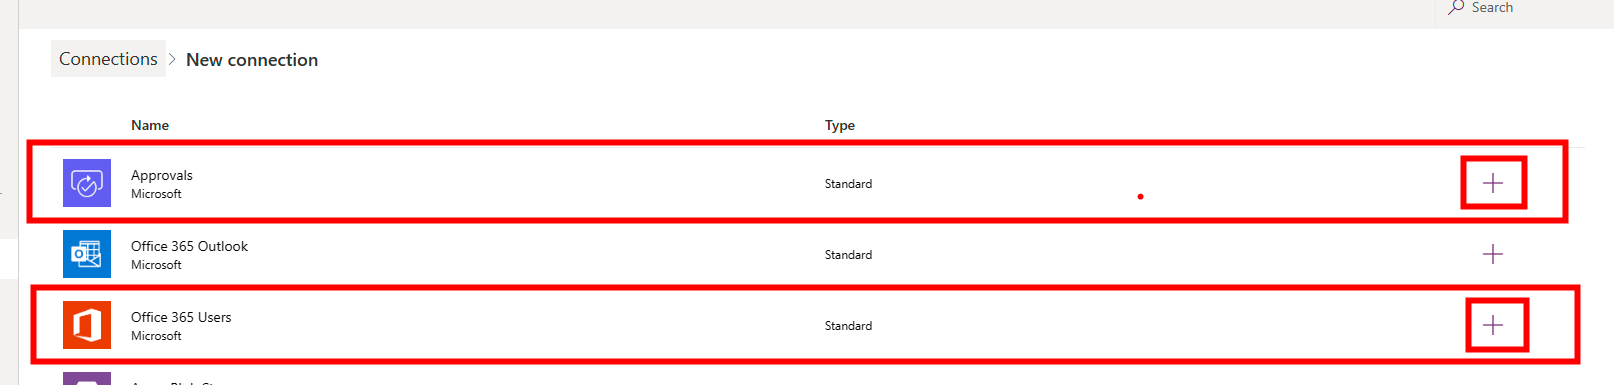 Search
Connections > New connection
Name Type
Approvals
Microsoft
Standard
Office 365 Outlook
Microsoft
Standard
Office 365 Users
Microsoft
Standard